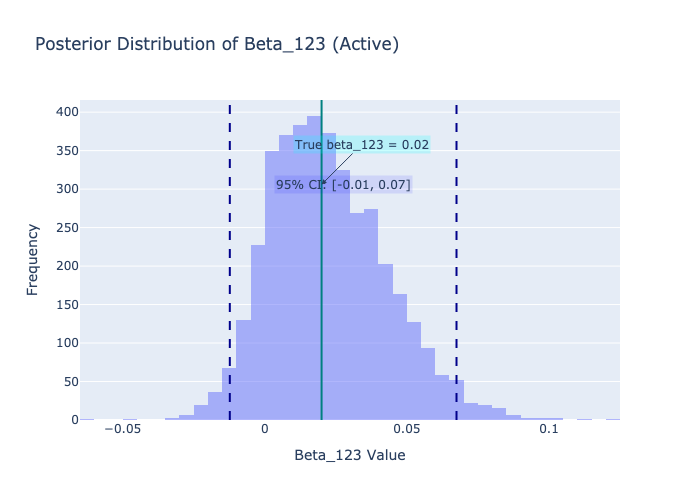 Posterior Distribution of Beta_123 (Active)
400
350
300
250
200
150
100
50
0
Frequency
True beta_123 = 0.02
95% CI: [-0.01, 0.07]
−0.05
0
0.05
0.1
Beta_123 Value